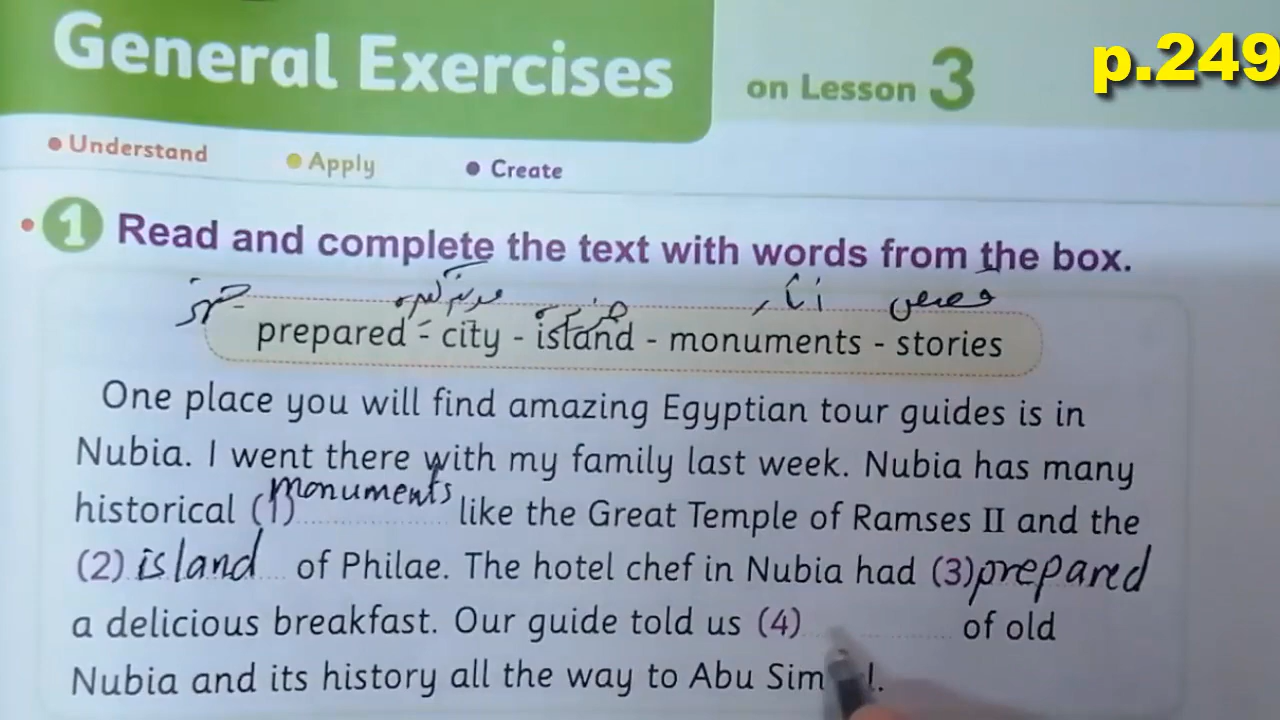 General Exercises on Lesson 3
p.249
• Understand • Apply • Create
• 1 Read and complete the text with words from the box.
قصص
prepared - city - island - monuments - stories
One place you will find amazing Egyptian tour guides is in
Nubia. I went there with my family last week. Nubia has many
historical (1) monuments like the Great Temple of Ramses II and the
(2) island of Philae. The hotel chef in Nubia had (3) prepared
a delicious breakfast. Our guide told us (4) of old
Nubia and its history all the way to Abu Sim l.